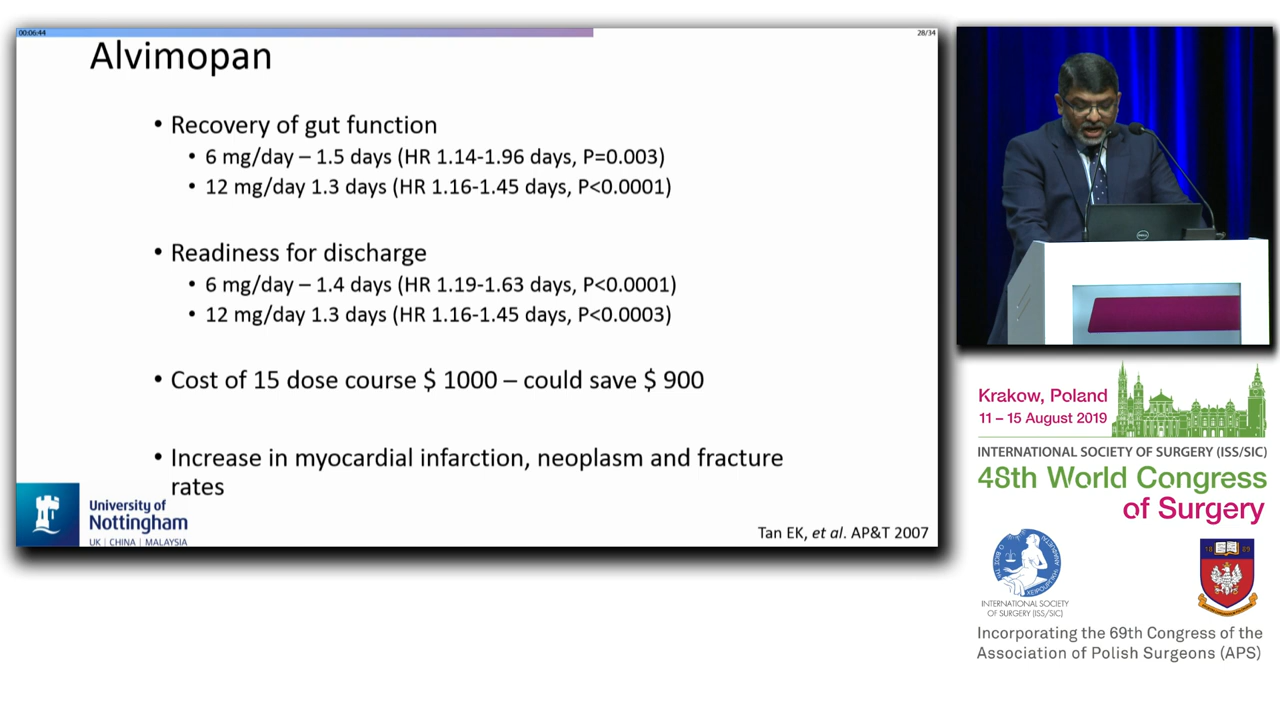 00:06:44
28/34
Alvimopan
• Recovery of gut function
• 6 mg/day – 1.5 days (HR 1.14-1.96 days, P=0.003)
• 12 mg/day 1.3 days (HR 1.16-1.45 days, P<0.0001)
• Readiness for discharge
• 6 mg/day – 1.4 days (HR 1.19-1.63 days, P<0.0001)
• 12 mg/day 1.3 days (HR 1.16-1.45 days, P<0.0003)
• Cost of 15 dose course $ 1000 – could save $ 900
• Increase in myocardial infarction, neoplasm and fracture
rates
University of
Nottingham
UK | CHINA | MALAYSIA
Tan EK, et al. AP&T 2007
DELL
Krakow, Poland
11 – 15 August 2019
INTERNATIONAL SOCIETY OF SURGERY (ISS/SIC)
48th World Congress
of Surgery
INTERNATIONAL SOCIETY
OF SURGERY (ISS/SIC)
Incorporating the 69th Congress of the
Association of Polish Surgeons (APS)